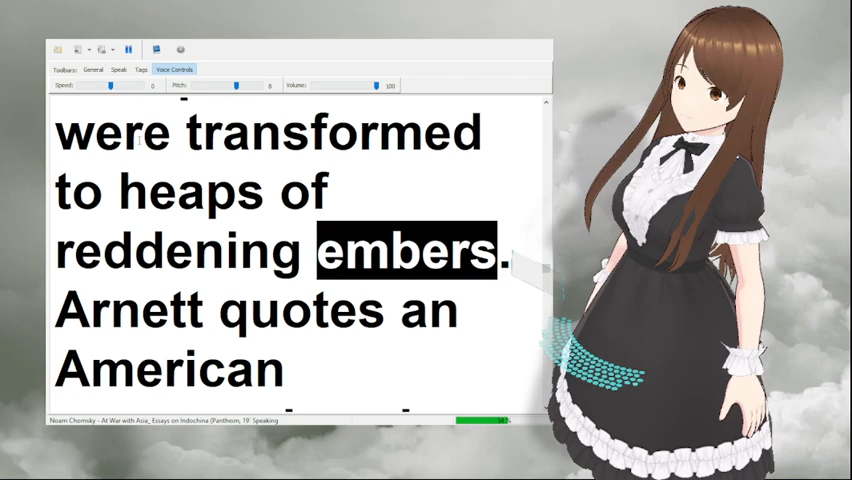 Toolbars: General Speak Tags Voice Controls
Speed: 0 Pitch: 8 Volume: 100
were transformed
to heaps of
reddening embers.
Arnett quotes an
American
Noam Chomsky - At War with Asia_ Essays on Indochina (Pantheon, 19' Speaking